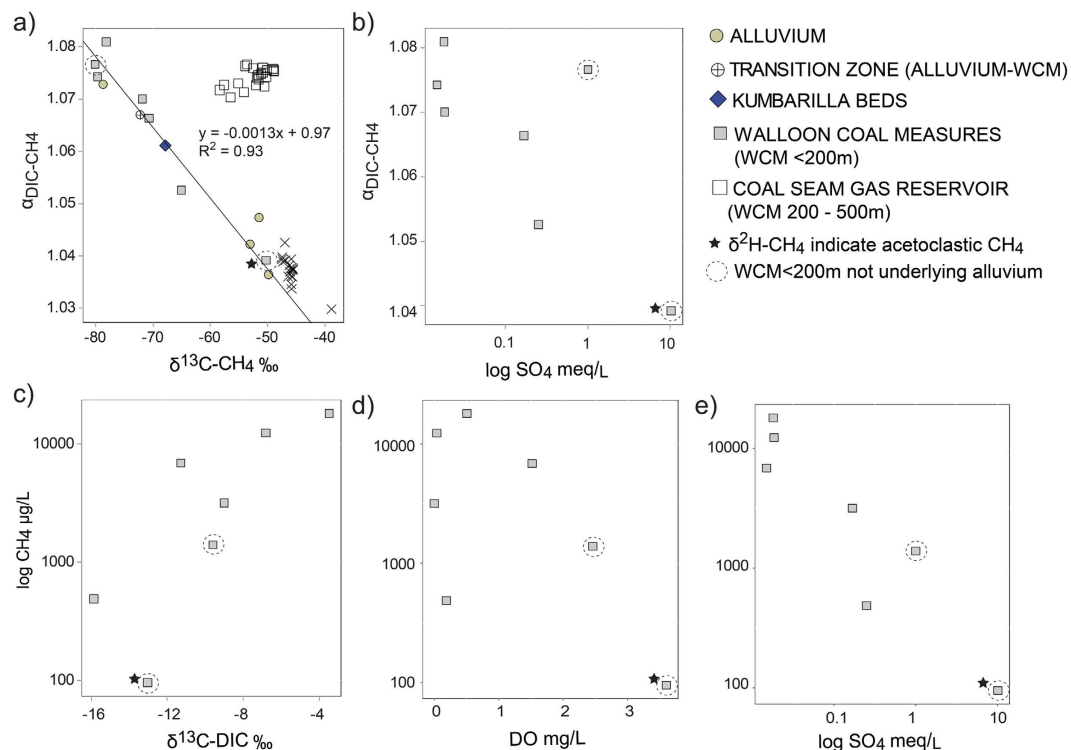 a)
αDIC-CH4
1.08
1.07
1.06
1.05
1.04
1.03
y = -0.0013x + 0.97
R² = 0.93
-80
-70
-60
-50
-40
δ¹³C-CH4 ‰
b)
αDIC-CH4
1.08
1.07
1.06
1.05
1.04
0.1
1
10
log SO4 meq/L
ALLUVIUM
TRANSITION ZONE (ALLUVIUM-WCM)
KUMBARILLA BEDS
WALLOON COAL MEASURES
(WCM <200m)
COAL SEAM GAS RESERVOIR
(WCM 200 - 500m)
δ²H-CH4 indicate acetoclastic CH4
WCM<200m not underlying alluvium
c)
log CH4 µg/L
10000
1000
100
-16
-12
-8
-4
δ¹³C-DIC ‰
d)
10000
1000
100
0
1
2
3
DO mg/L
e)
10000
1000
100
0.1
1
10
log SO4 meq/L